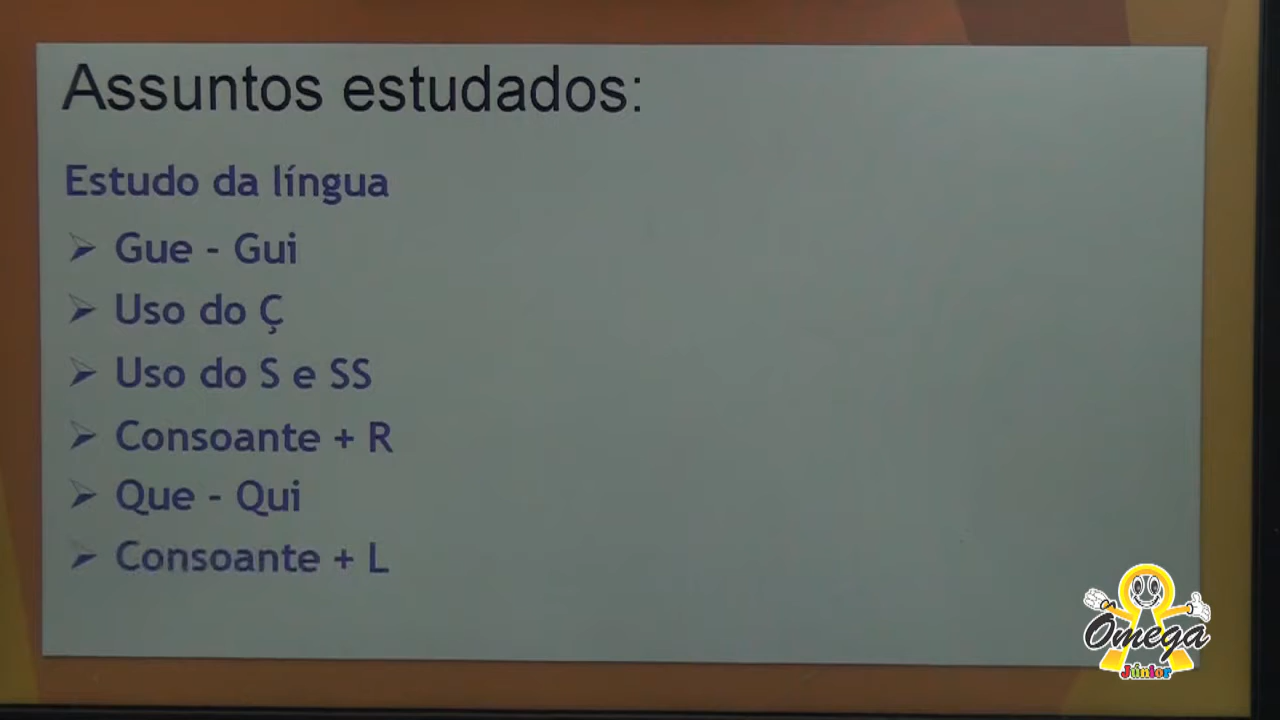 Assuntos estudados:
Estudo da língua
Gue - Gui
Uso do Ç
Uso do S e SS
Consoante + R
Que - Qui
Consoante + L
Omega
Júnior